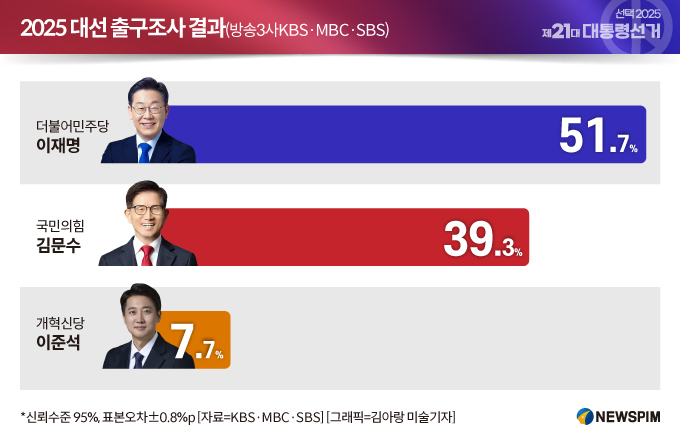 2025 대선 출구조사 결과(방송3사KBS·MBC·SBS)
선택 2025
제21대 대통령선거
더불어민주당
이재명
51.7%
국민의힘
김문수
39.3%
개혁신당
이준석
7.7%
*신뢰수준 95%, 표본오차±0.8%p [자료=KBS·MBC·SBS] [그래픽=김아랑 미술기자]
NEWSPIM